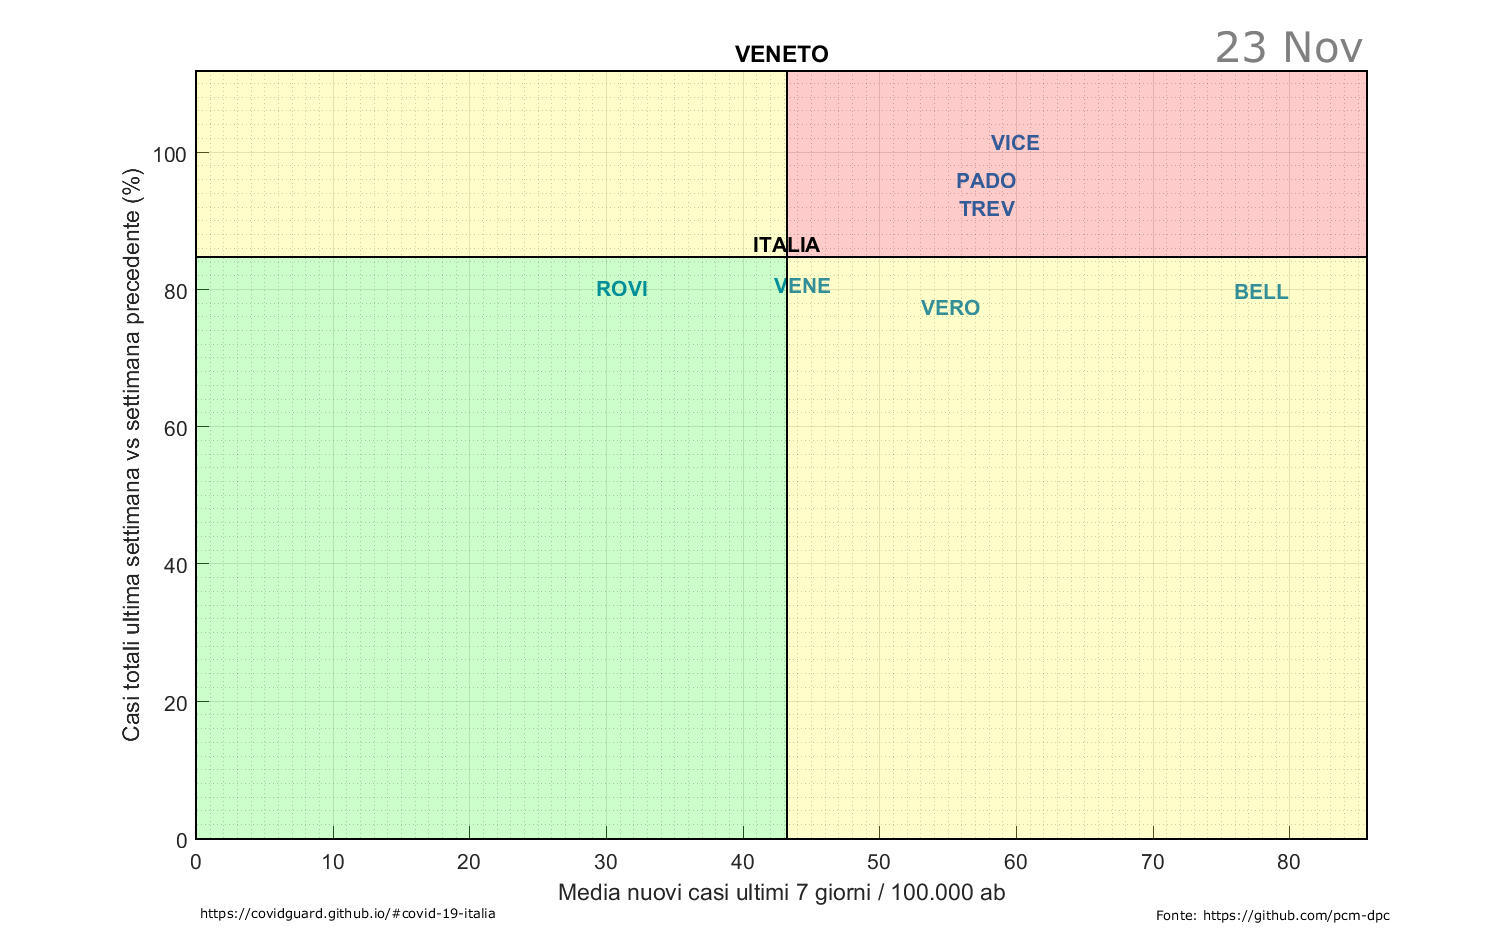 VENETO
23 Nov
Casi totali ultima settimana vs settimana precedente (%)
100
80
60
40
20
0
VICE
PADO
TREV
ITALIA
ROVI
VENE
VERO
BELL
0 10 20 30 40 50 60 70 80
Media nuovi casi ultimi 7 giorni / 100.000 ab
https://covidguard.github.io/#covid-19-italia
Fonte: https://github.com/pcm-dpc